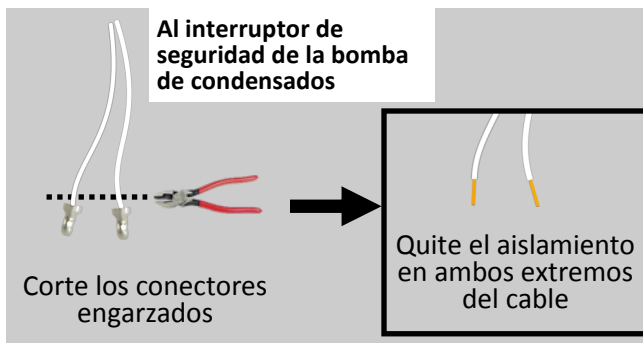 Al interruptor de
seguridad de la bomba
de condensados
Corte los conectores
engarzados
Quite el aislamiento
en ambos extremos
del cable